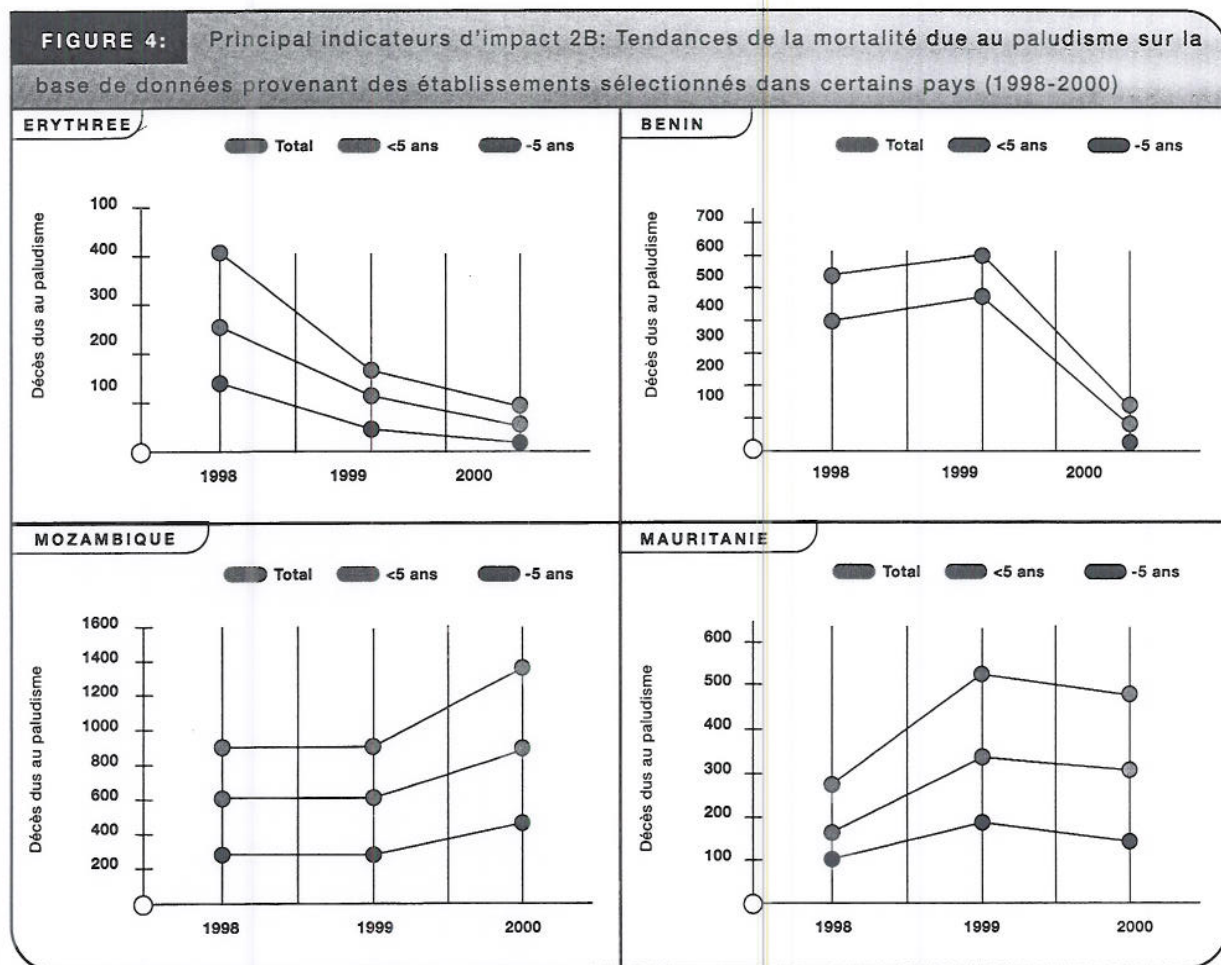 FIGURE 4: Principal indicateurs d'impact 2B: Tendances de la mortalité due au paludisme sur la
base de données provenant des établissements sélectionnés dans certains pays (1998-2000)
ERYTHREE
Total <5 ans -5 ans
Décès dus au paludisme
100
400
300
200
100
1998 1999 2000
BENIN
Total <5 ans -5 ans
Décès dus au paludisme
700
600
500
400
300
200
100
1998 1999 2000
MOZAMBIQUE
Total <5 ans -5 ans
Décès dus au paludisme
1600
1400
1200
1000
800
600
400
200
1998 1999 2000
MAURITANIE
Total <5 ans -5 ans
Décès dus au paludisme
600
500
400
300
200
100
1998 1999 2000